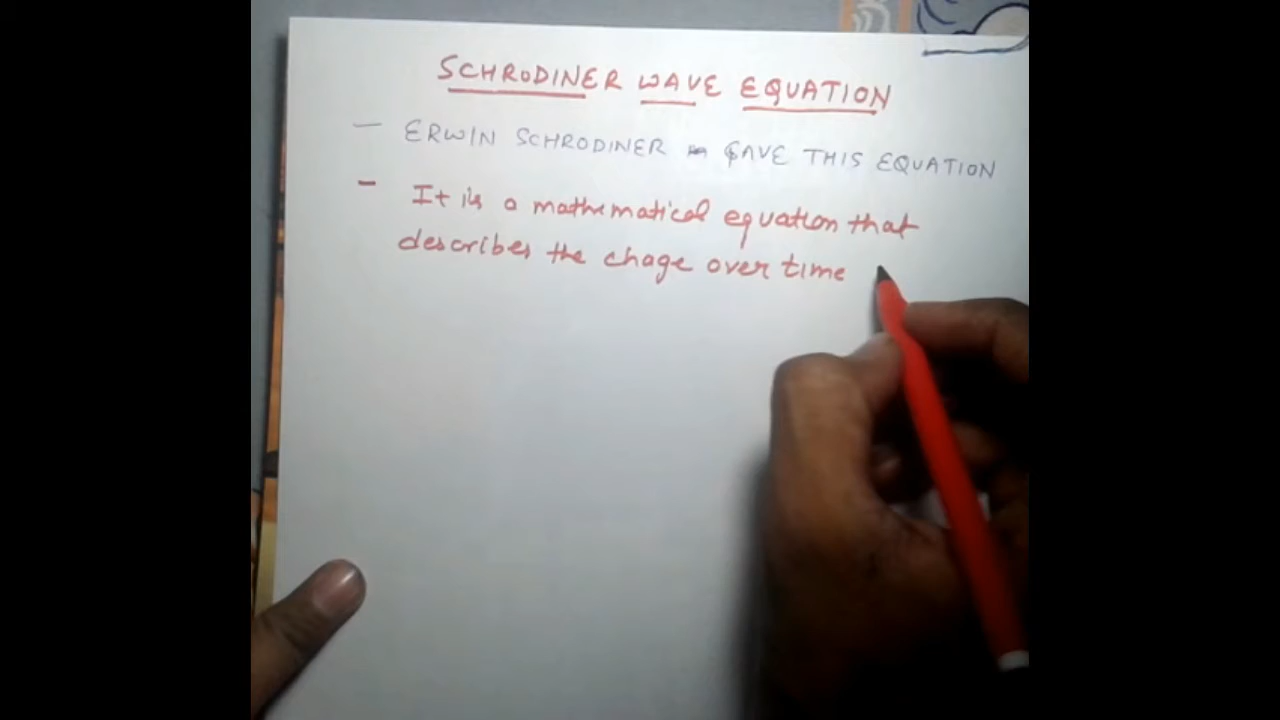 SCHRODINER WAVE EQUATION
— ERWIN SCHRODINER GAVE THIS EQUATION
- It is a mathematical equation that
describes the chage over time